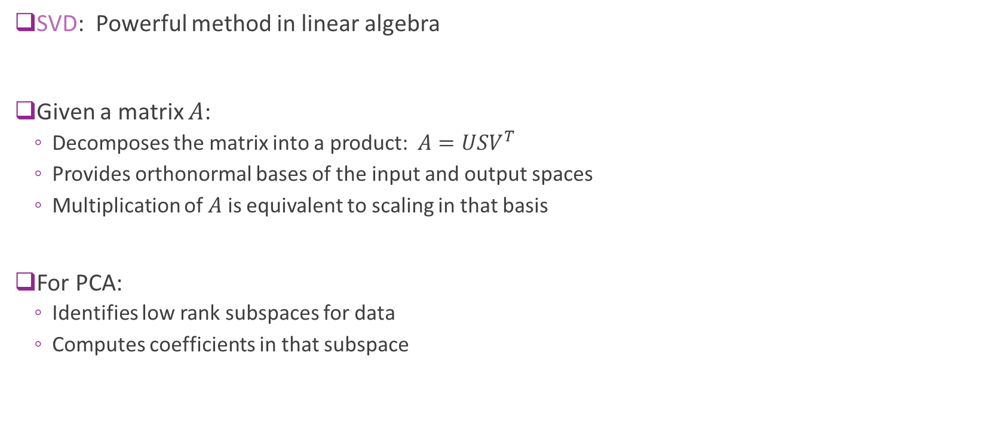 ❑SVD: Powerful method in linear algebra
❑Given a matrix A:
◦ Decomposes the matrix into a product: A = USVᵀ
◦ Provides orthonormal bases of the input and output spaces
◦ Multiplication of A is equivalent to scaling in that basis
❑For PCA:
◦ Identifies low rank subspaces for data
◦ Computes coefficients in that subspace